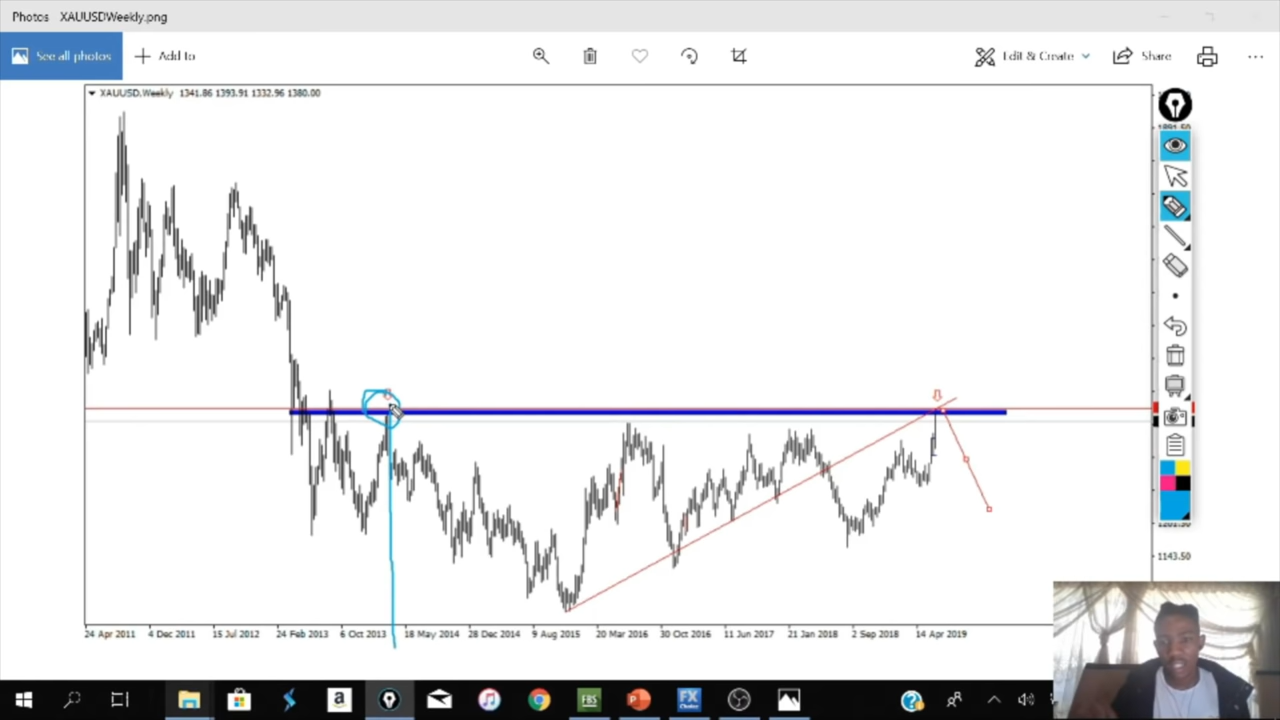 Photos XAUUSDWeekly.png
See all photos
Add to
Edit & Create
Share
XAUUSD,Weekly 1341.86 1393.91 1332.96 1380.00
1143.50
24 Apr 2011 4 Dec 2011 15 Jul 2012 24 Feb 2013 6 Oct 2013 18 May 2014 28 Dec 2014 9 Aug 2015 20 Mar 2016 30 Oct 2016 11 Jun 2017 21 Jan 2018 2 Sep 2018 14 Apr 2019
a
FBS
P
FX
Choice
?